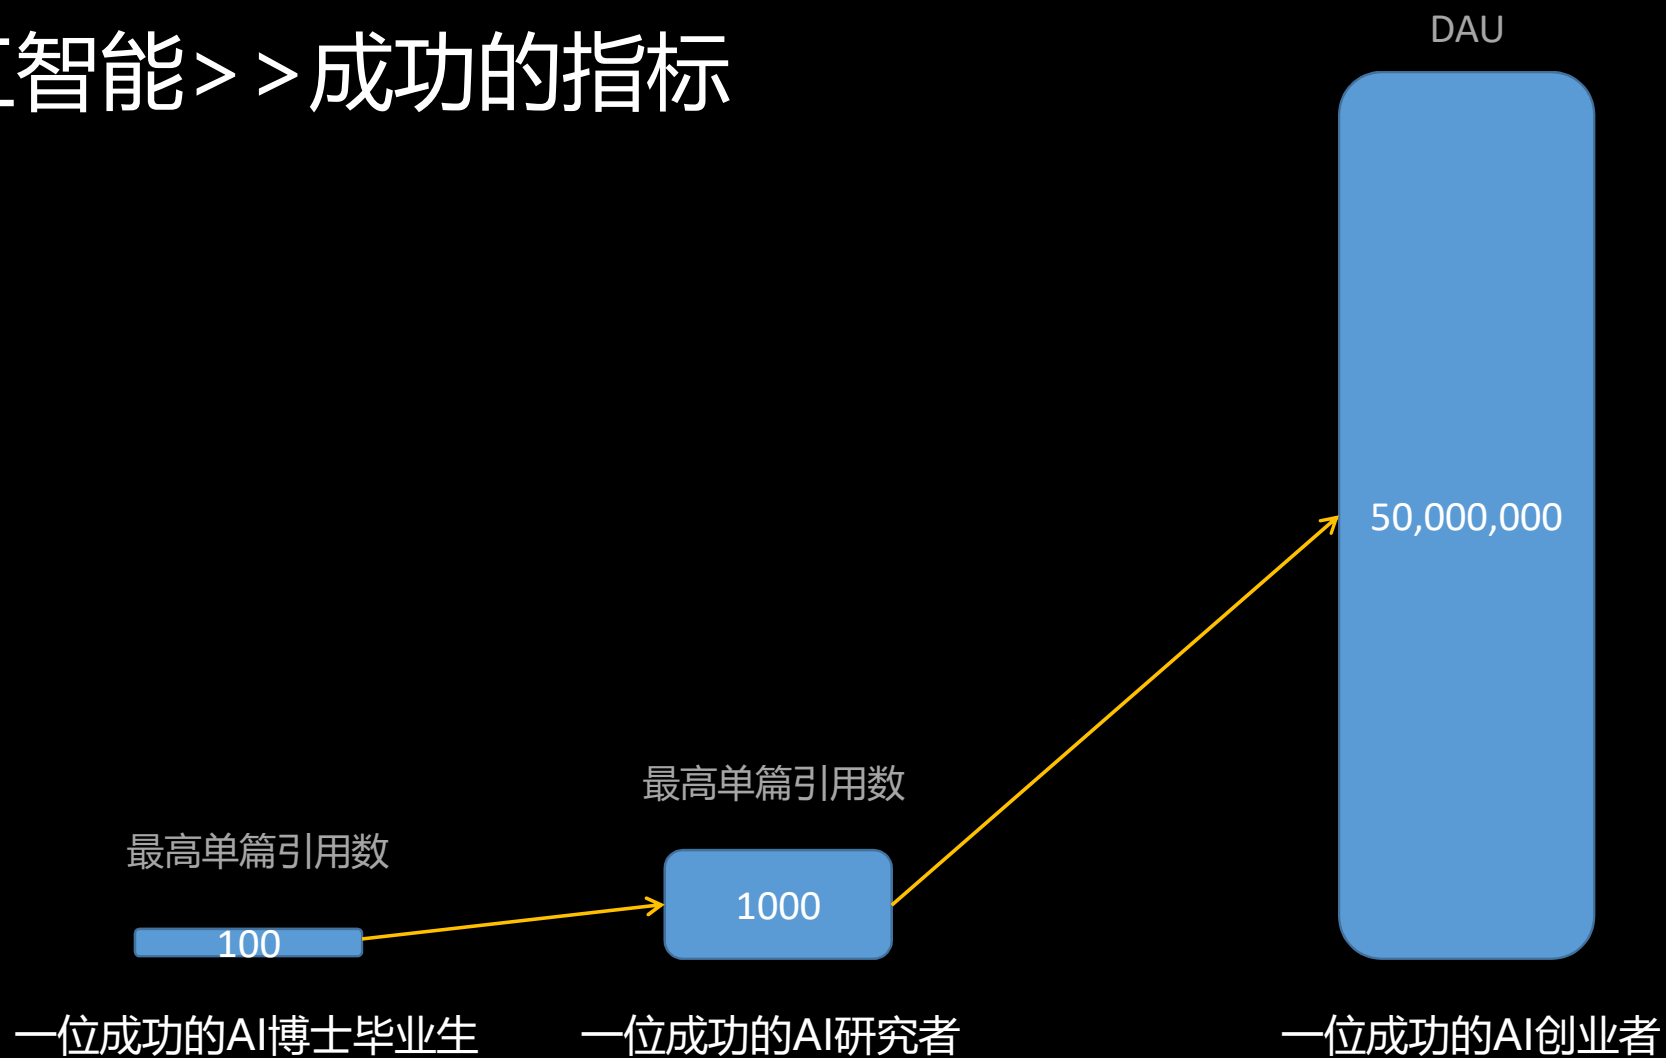 智能>>成功的指标
DAU
50,000,000
最高单篇引用数
1000
最高单篇引用数
100
一位成功的AI博士毕业生
一位成功的AI研究者
一位成功的AI创业者